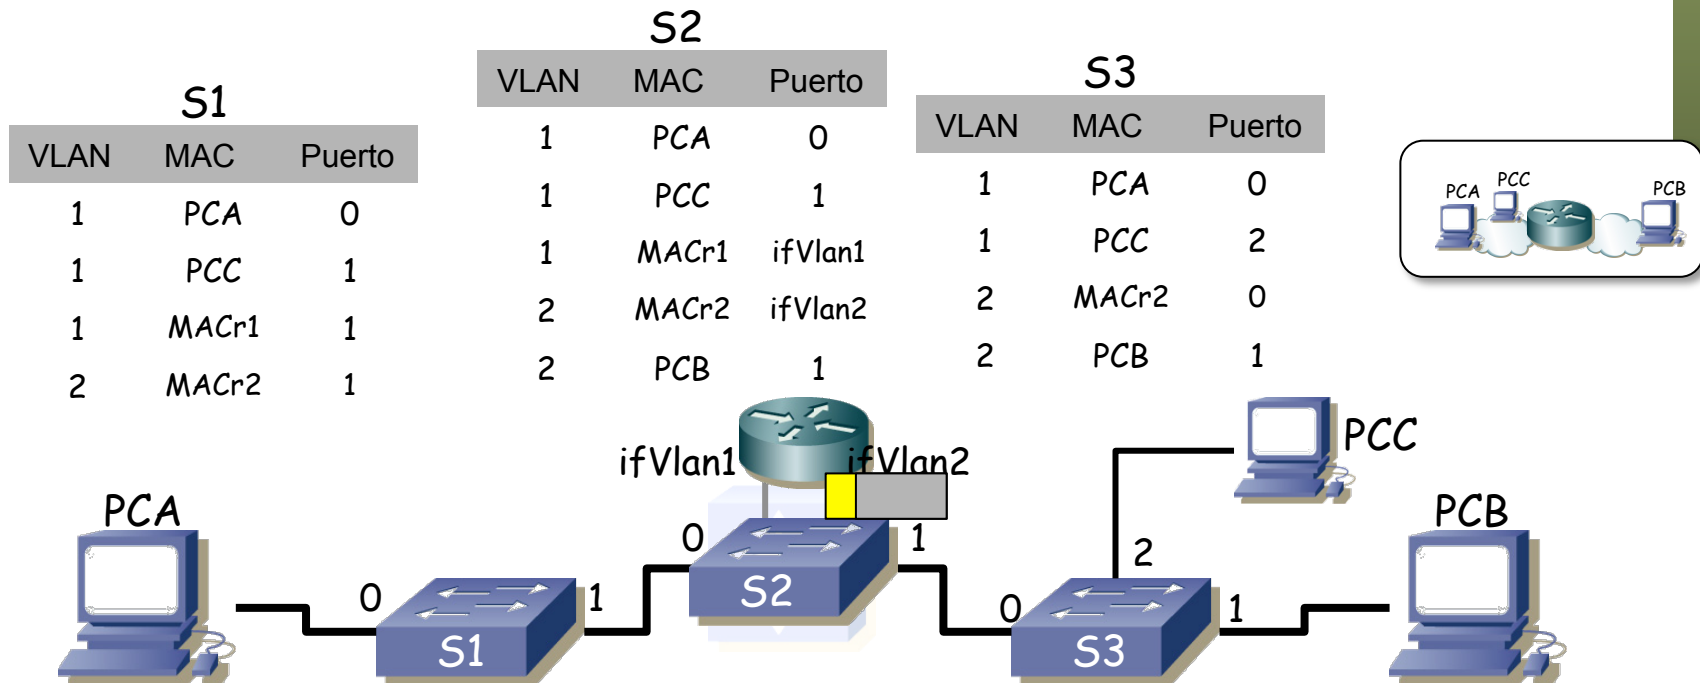 S1
VLAN MAC Puerto
1 PCA 0
1 PCC 1
1 MACr1 1
2 MACr2 1
S2
VLAN MAC Puerto
1 PCA 0
1 PCC 1
1 MACr1 ifVlan1
2 MACr2 ifVlan2
2 PCB 1
S3
VLAN MAC Puerto
1 PCA 0
1 PCC 2
2 MACr2 0
2 PCB 1
PCA PCC PCB
ifVlan1 ifVlan2
PCC
PCA
PCB
0 1
2
0 1
0 1
S2
S1
S3